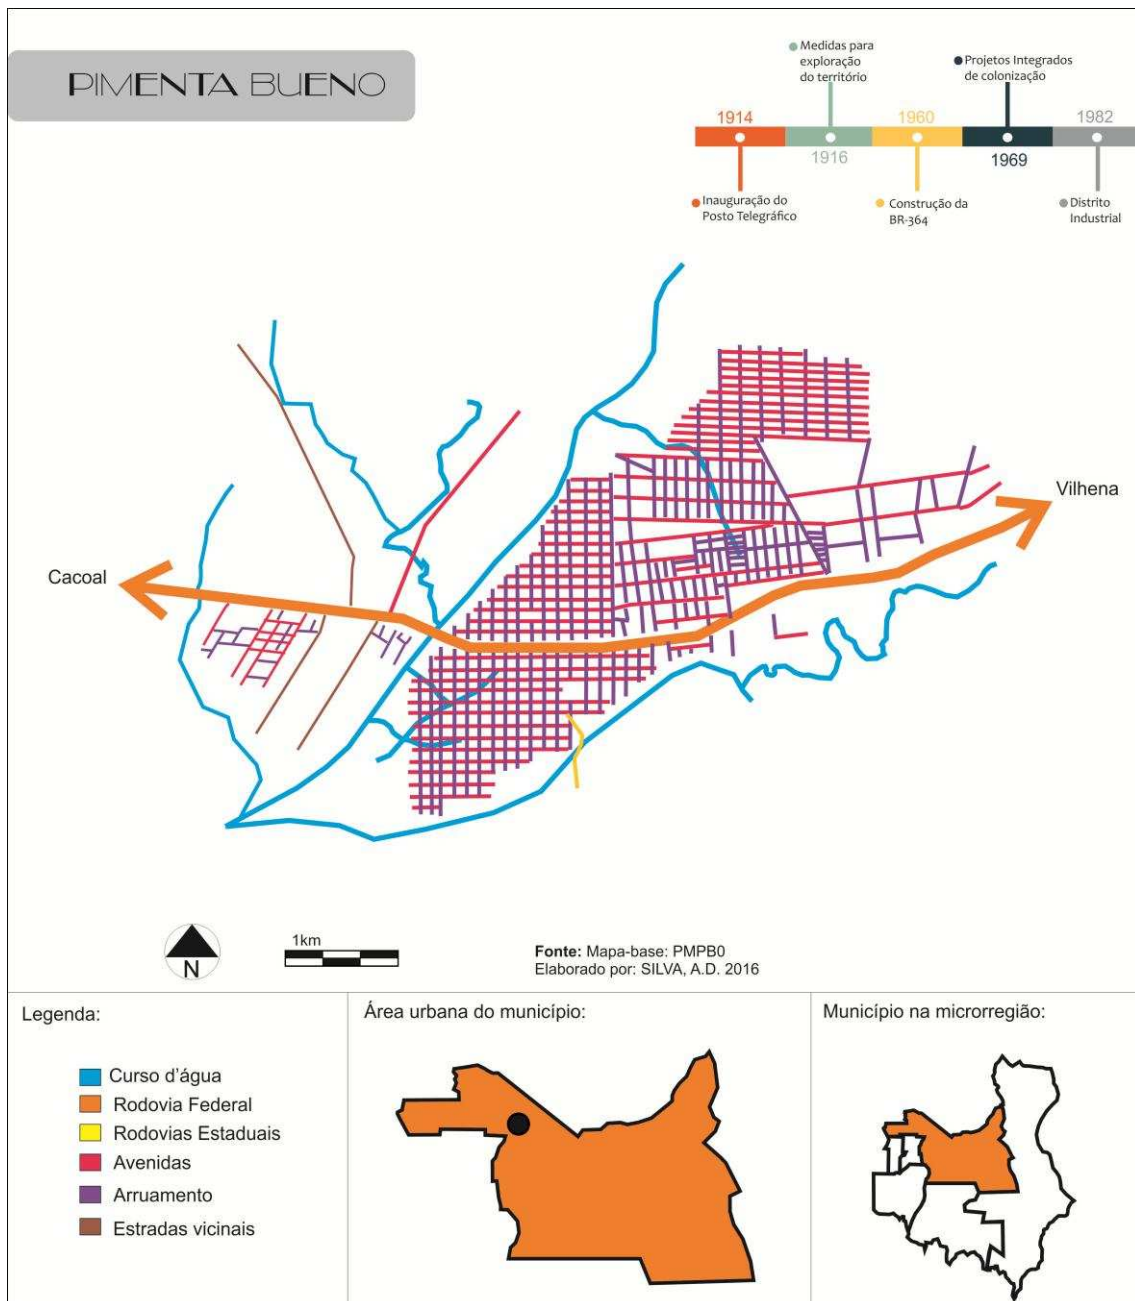 PIMENTA BUENO
Medidas para
exploração
do território
Projetos Integrados
de colonização
1914
1960
1982
1916
1969
Inauguração do
Posto Telegráfico
Construção da
BR-364
Distrito
Industrial
Vilhena
Cacoal
N
1km
Fonte: Mapa-base: PMPB0
Elaborado por: SILVA, A.D. 2016
Legenda:
Curso d'água
Rodovia Federal
Rodovias Estaduais
Avenidas
Arruamento
Estradas vicinais
Área urbana do município:
Município na microrregião: